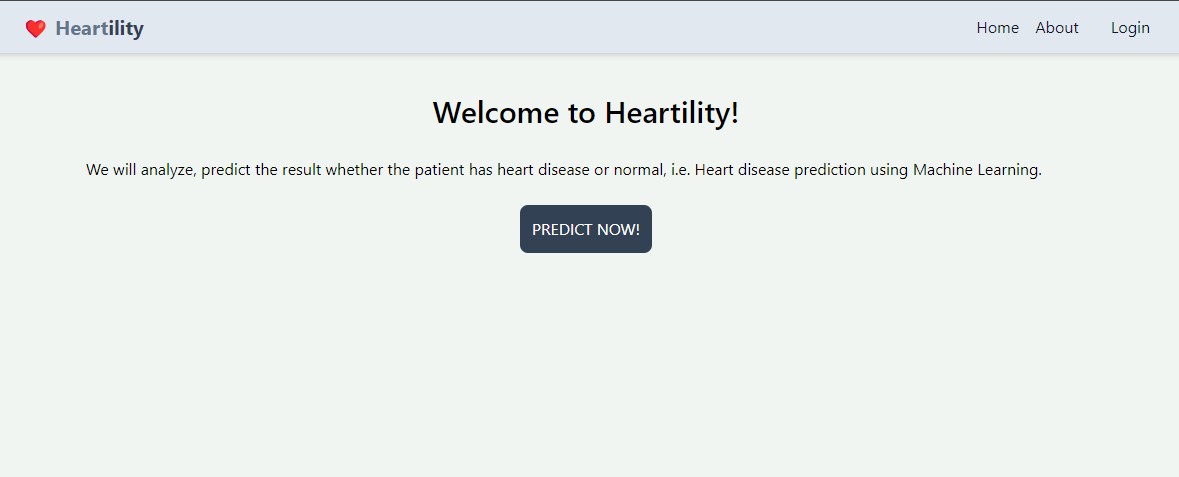 Heartility
Home About Login
Welcome to Heartility!
We will analyze, predict the result whether the patient has heart disease or normal, i.e. Heart disease prediction using Machine Learning.
PREDICT NOW!